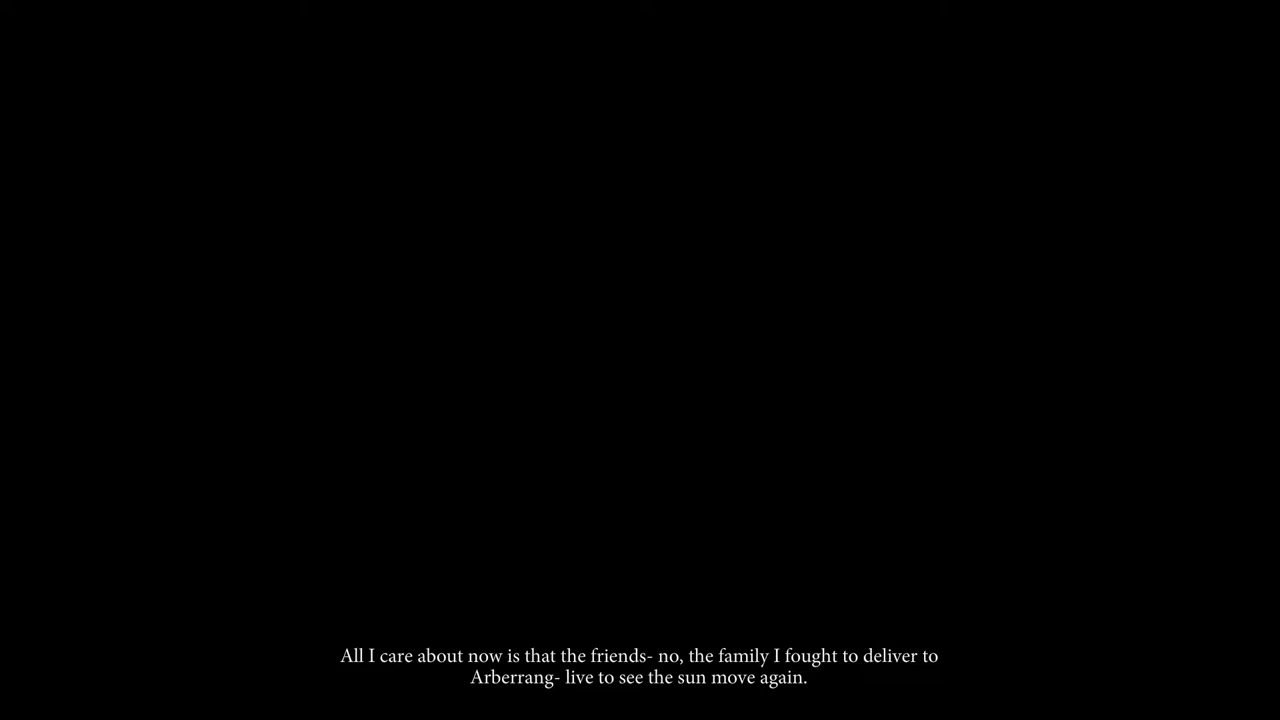 All I care about now is that the friends- no, the family I fought to deliver to
Arberrang- live to see the sun move again.